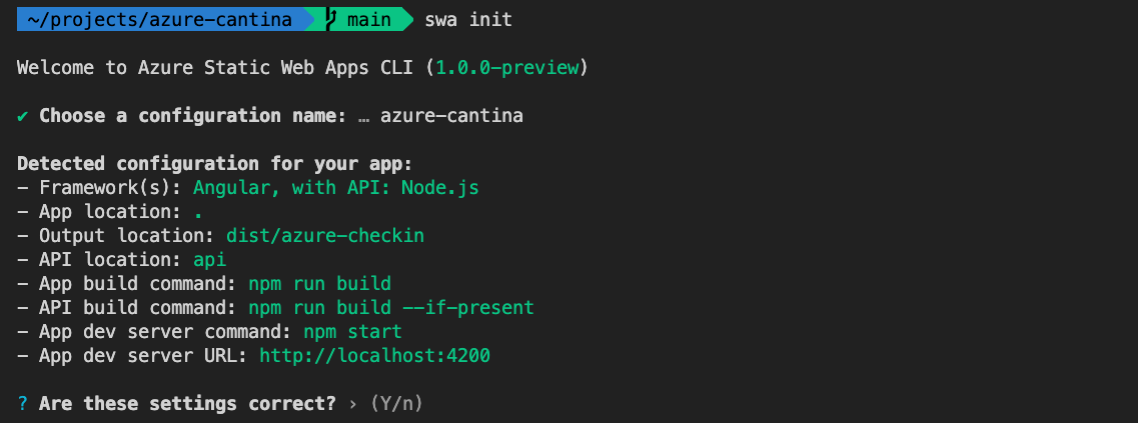 ~/projects/azure-cantina main swa init
Welcome to Azure Static Web Apps CLI (1.0.0-preview)
✔ Choose a configuration name: … azure-cantina
Detected configuration for your app:
- Framework(s): Angular, with API: Node.js
- App location: .
- Output location: dist/azure-checkin
- API location: api
- App build command: npm run build
- API build command: npm run build --if-present
- App dev server command: npm start
- App dev server URL: http://localhost:4200
? Are these settings correct? › (Y/n)